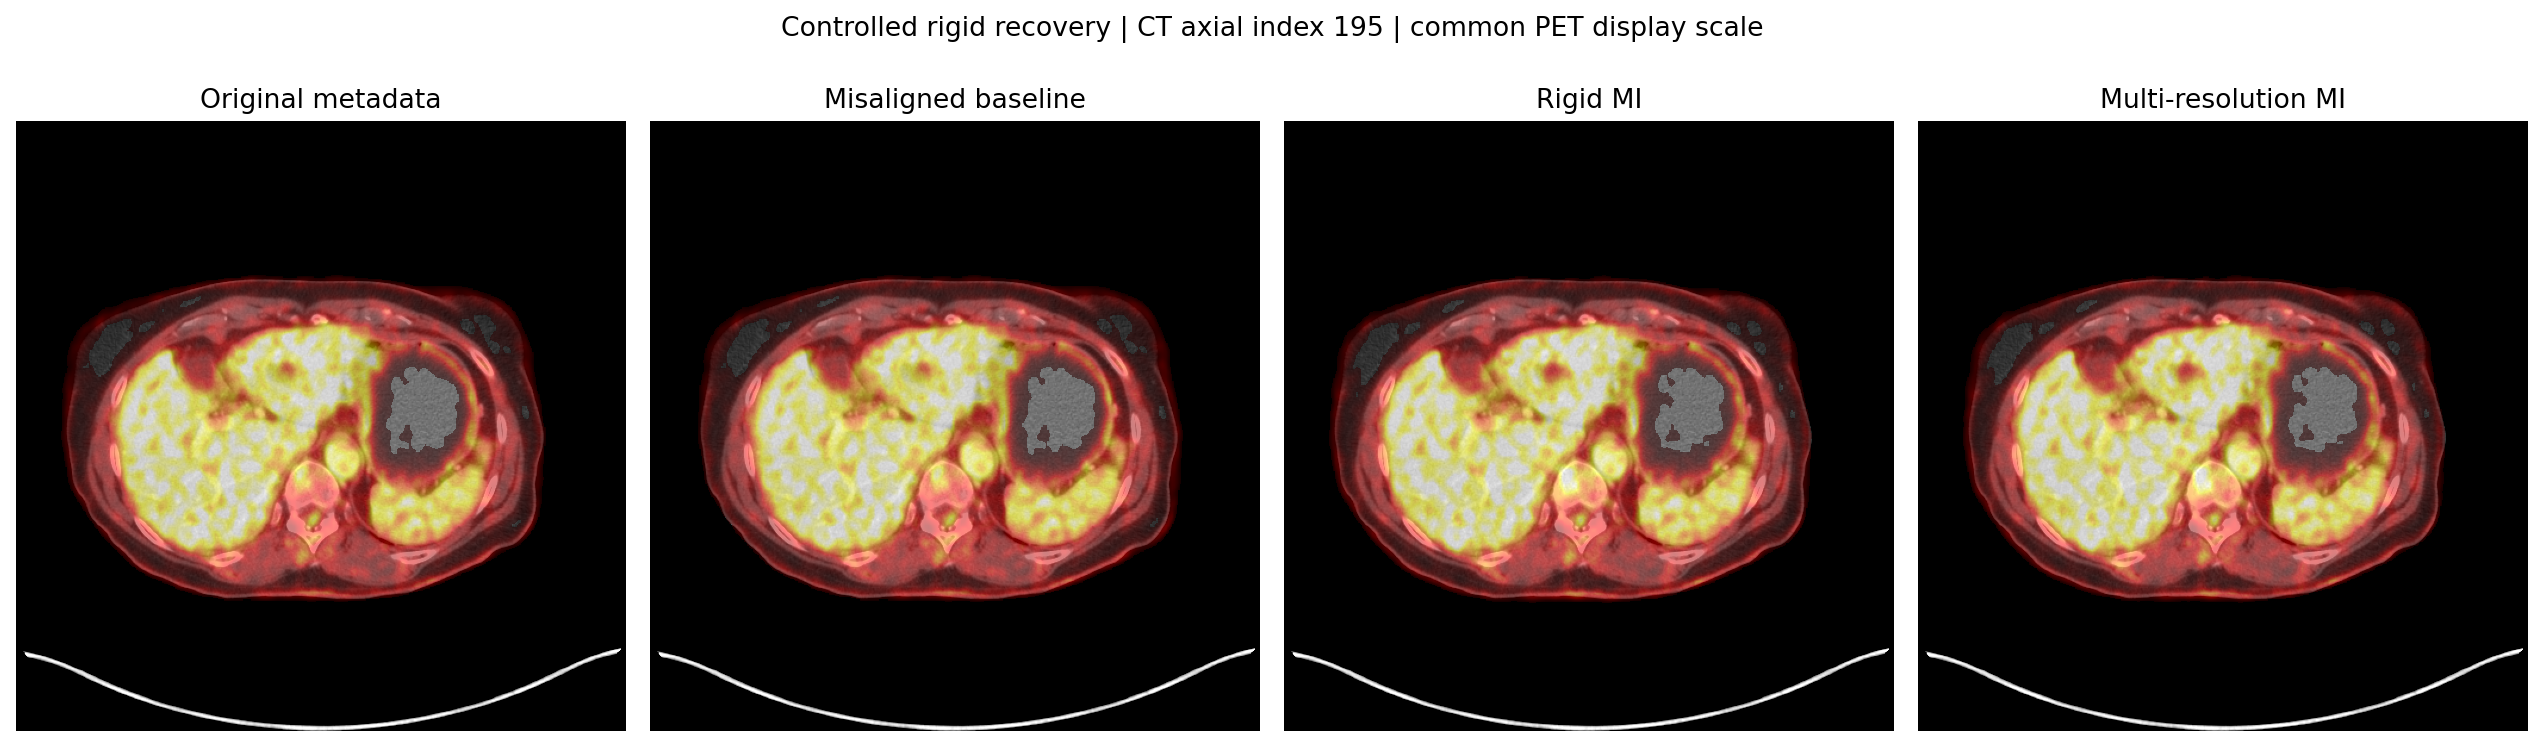 Controlled rigid recovery | CT axial index 195 | common PET display scale
Original metadata
Misaligned baseline
Rigid MI
Multi-resolution MI